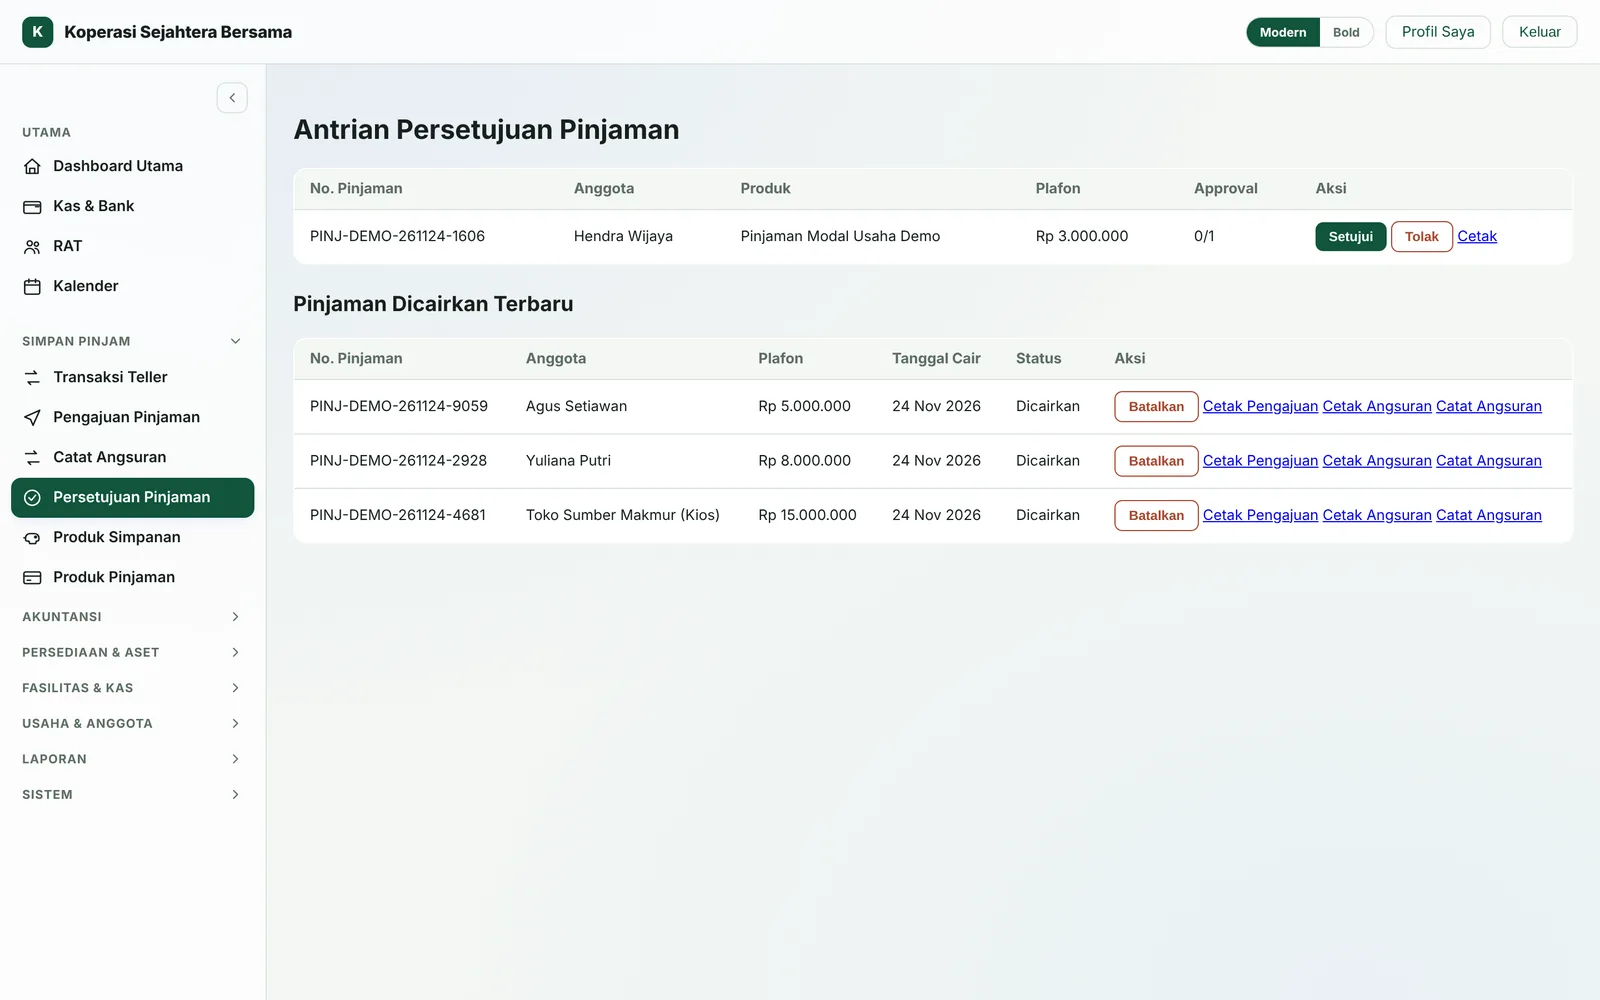 K Koperasi Sejahtera Bersama
Modern Bold Profil Saya Keluar
UTAMA
Dashboard Utama
Kas & Bank
RAT
Kalender
SIMPAN PINJAM
Transaksi Teller
Pengajuan Pinjaman
Catat Angsuran
Persetujuan Pinjaman
Produk Simpanan
Produk Pinjaman
AKUNTANSI
PERSEDIAAN & ASET
FASILITAS & KAS
USAHA & ANGGOTA
LAPORAN
SISTEM
Antrian Persetujuan Pinjaman
No. Pinjaman Anggota Produk Plafon Approval Aksi
PINJ-DEMO-261124-1606 Hendra Wijaya Pinjaman Modal Usaha Demo Rp 3.000.000 0/1 Setujui Tolak Cetak
Pinjaman Dicairkan Terbaru
No. Pinjaman Anggota Plafon Tanggal Cair Status Aksi
PINJ-DEMO-261124-9059 Agus Setiawan Rp 5.000.000 24 Nov 2026 Dicairkan Batalkan Cetak Pengajuan Cetak Angsuran Catat Angsuran
PINJ-DEMO-261124-2928 Yuliana Putri Rp 8.000.000 24 Nov 2026 Dicairkan Batalkan Cetak Pengajuan Cetak Angsuran Catat Angsuran
PINJ-DEMO-261124-4681 Toko Sumber Makmur (Kios) Rp 15.000.000 24 Nov 2026 Dicairkan Batalkan Cetak Pengajuan Cetak Angsuran Catat Angsuran